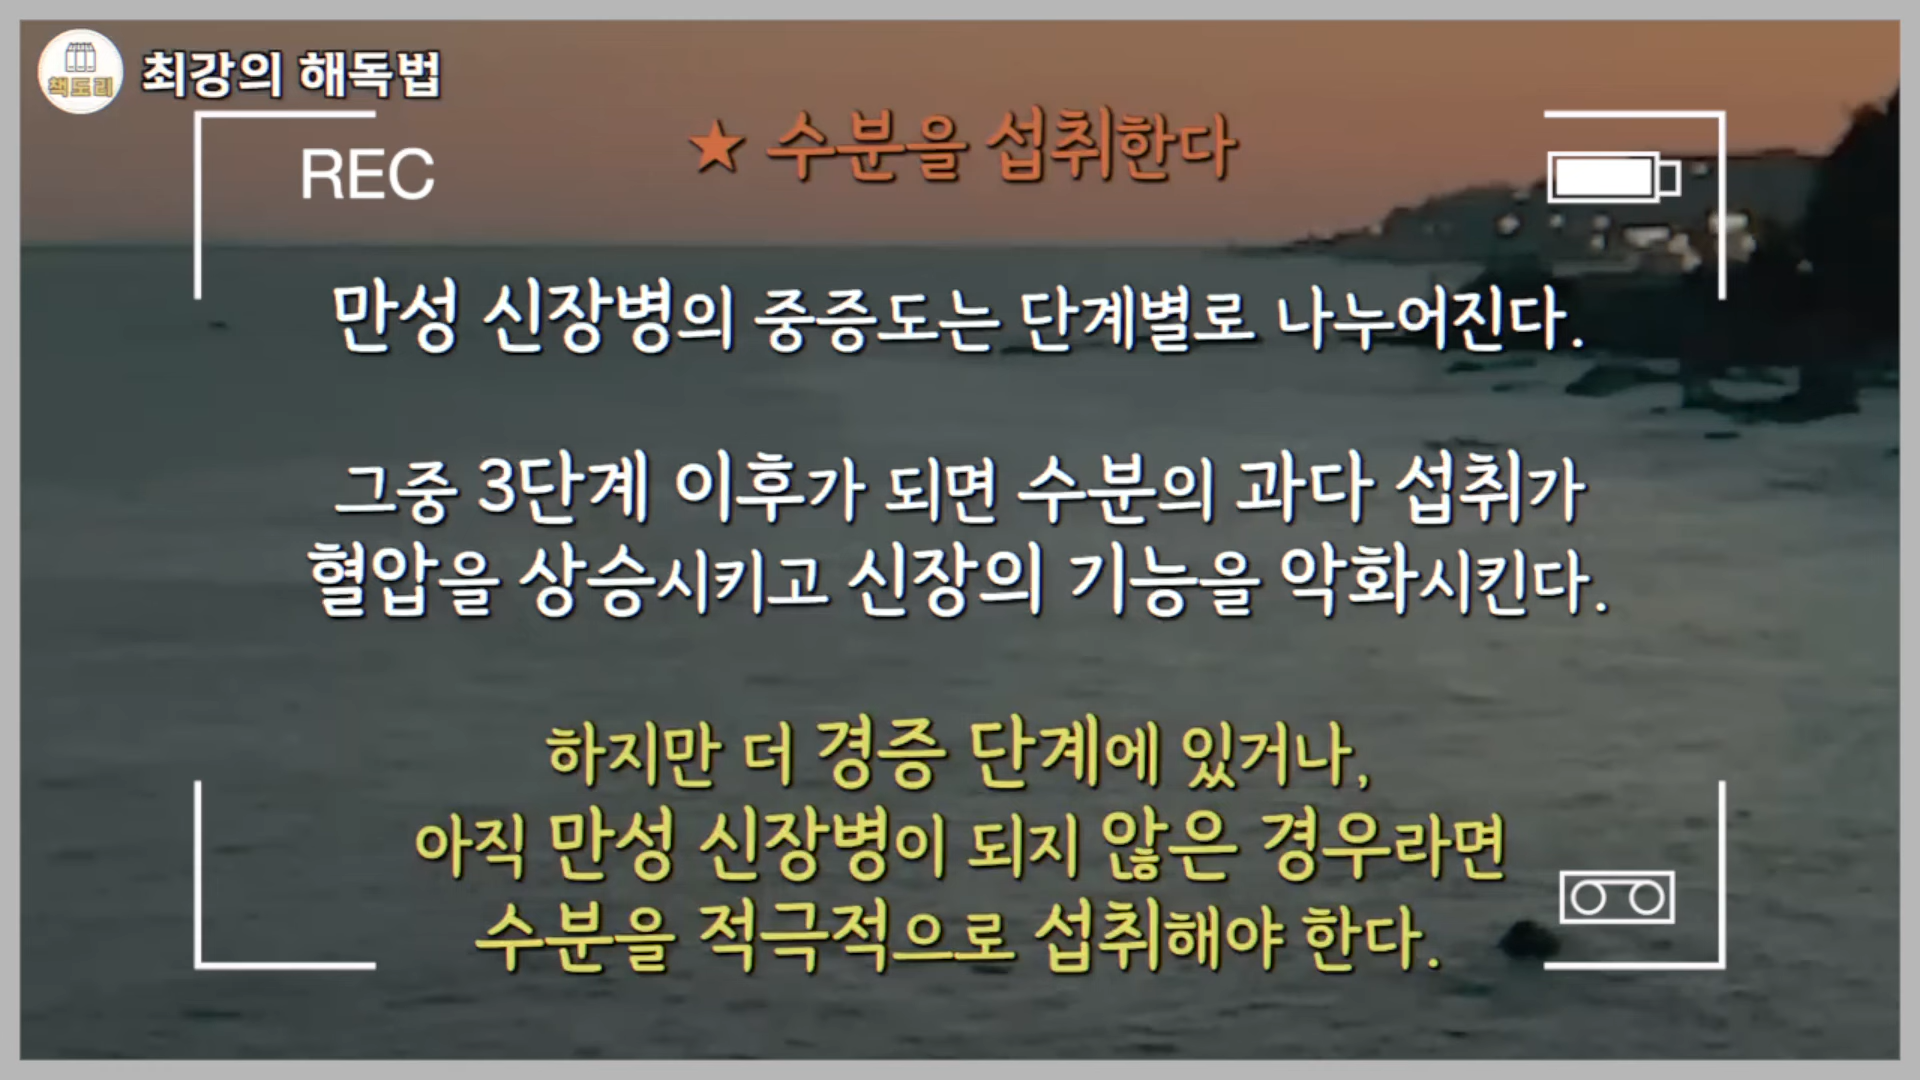 책도리
최강의 해독법
REC
★ 수분을 섭취한다
만성 신장병의 중증도는 단계별로 나누어진다.
그중 3단계 이후가 되면 수분의 과다 섭취가
혈압을 상승시키고 신장의 기능을 악화시킨다.
하지만 더 경증 단계에 있거나,
아직 만성 신장병이 되지 않은 경우라면
수분을 적극적으로 섭취해야 한다.